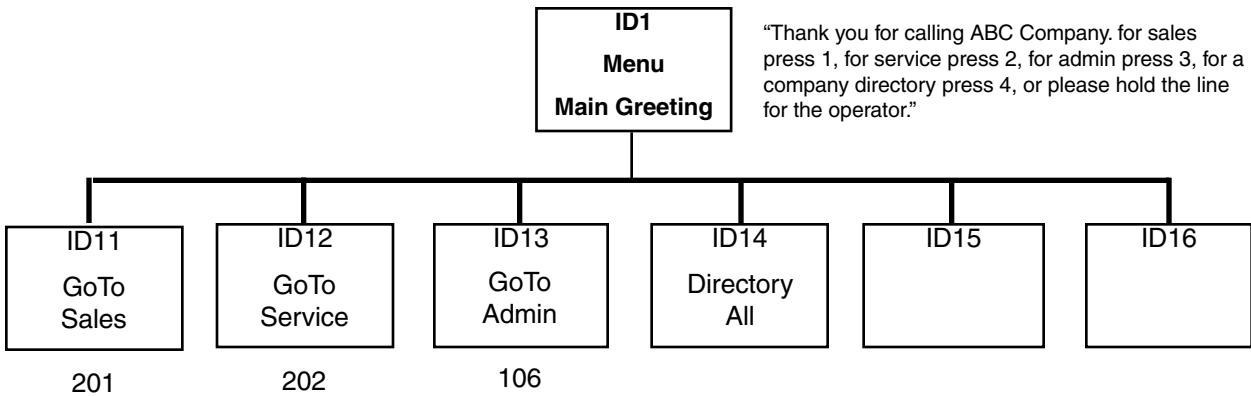 ID1
Menu
Main Greeting
“Thank you for calling ABC Company. for sales
press 1, for service press 2, for admin press 3, for a
company directory press 4, or please hold the line
for the operator.”
ID11
GoTo
Sales
201
ID12
GoTo
Service
202
ID13
GoTo
Admin
106
ID14
Directory
All
ID15
ID16